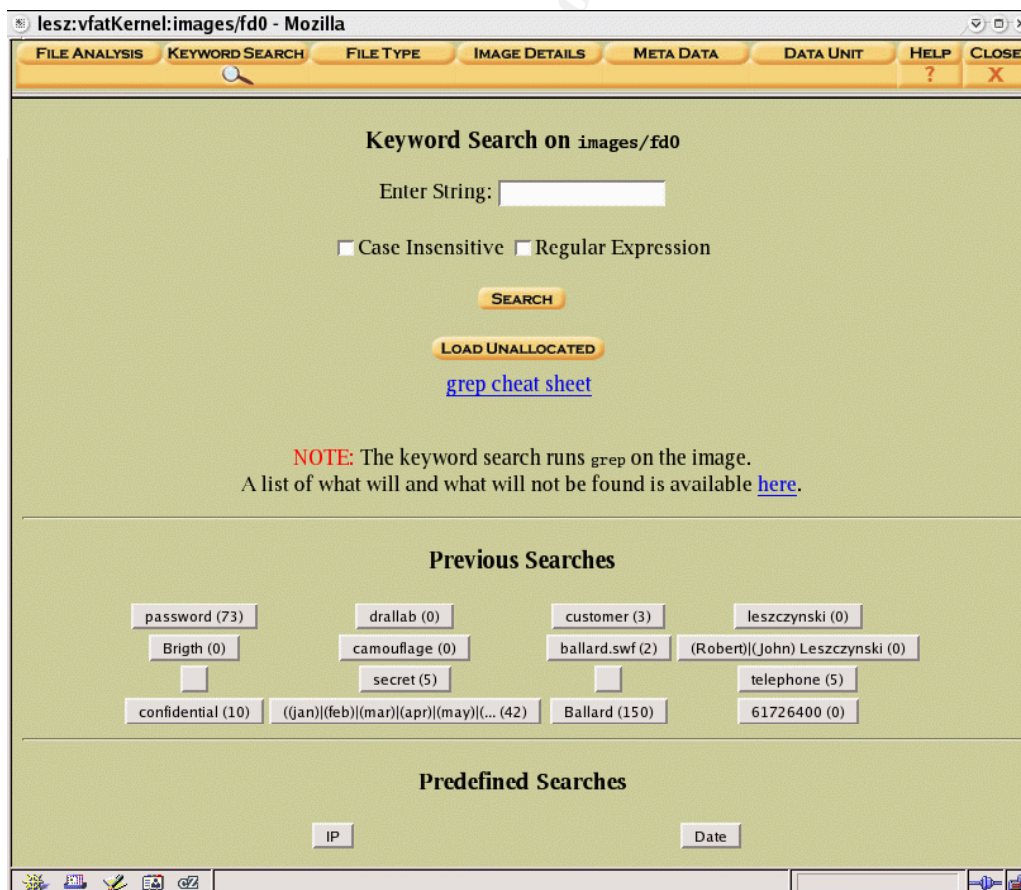 lesz:vfatKernel:images/fd0 - Mozilla
FILE ANALYSIS KEYWORD SEARCH FILE TYPE IMAGE DETAILS META DATA DATA UNIT HELP CLOSE
? X
Keyword Search on images/fd0
Enter String:
Case Insensitive Regular Expression
SEARCH
LOAD UNALLOCATED
grep cheat sheet
NOTE: The keyword search runs grep on the image.
A list of what will and what will not be found is available here.
Previous Searches
password (73) drallab (0) customer (3) leszczynski (0)
Brigth (0) camouflage (0) ballard.swf (2) (Robert)|(John) Leszczynski (0)
secret (5) telephone (5)
confidential (10) ((jan)|(feb)|(mar)|(apr)|(may)|(... (42) Ballard (150) 61726400 (0)
Predefined Searches
IP Date